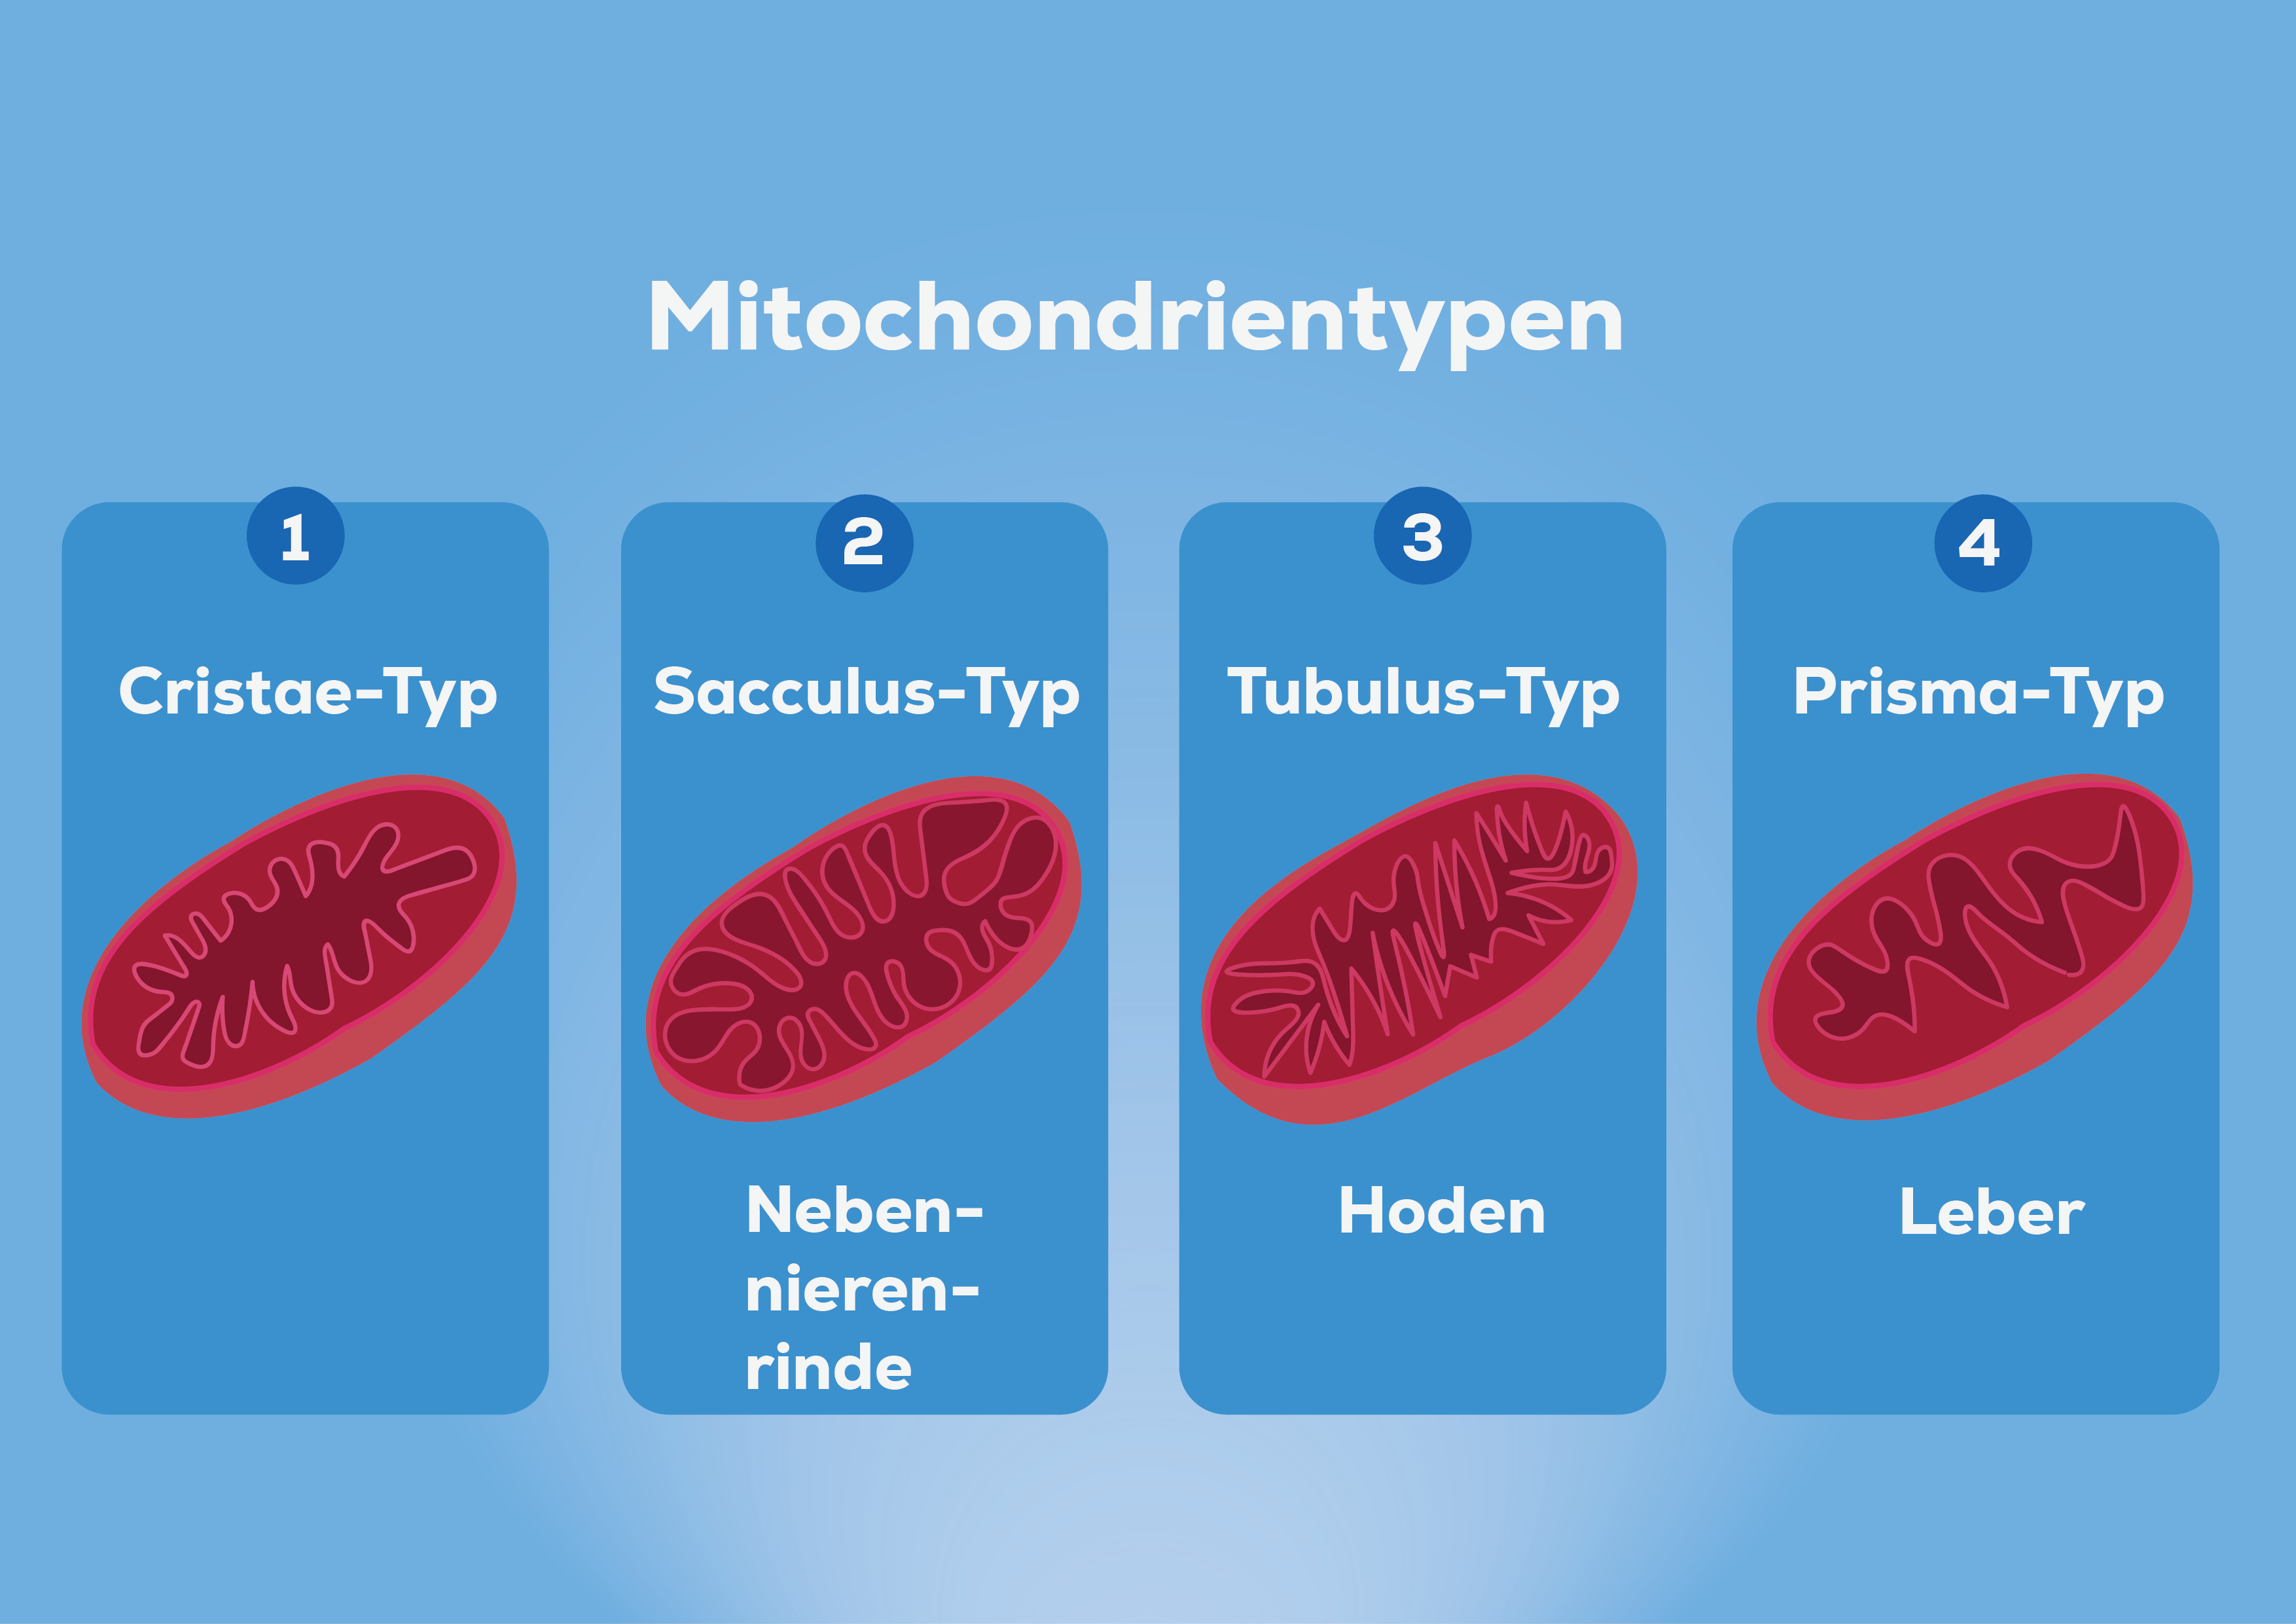 Mitochondrientypen
1
Cristae-Typ
2
Sacculus-Typ
Neben-
nieren-
rinde
3
Tubulus-Typ
Hoden
4
Prisma-Typ
Leber